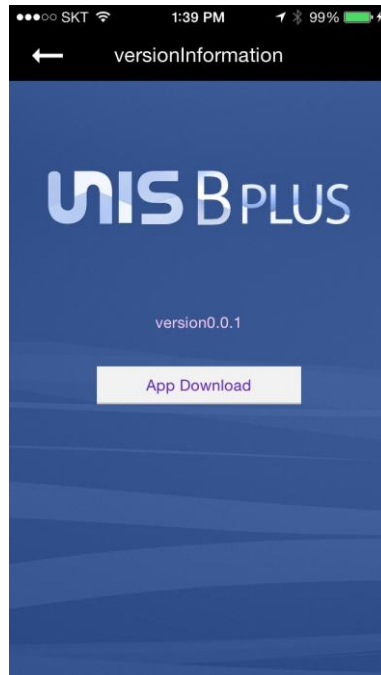 SKT 1:39 PM 99%
versionInformation
UNIS B PLUS
version0.0.1
App Download